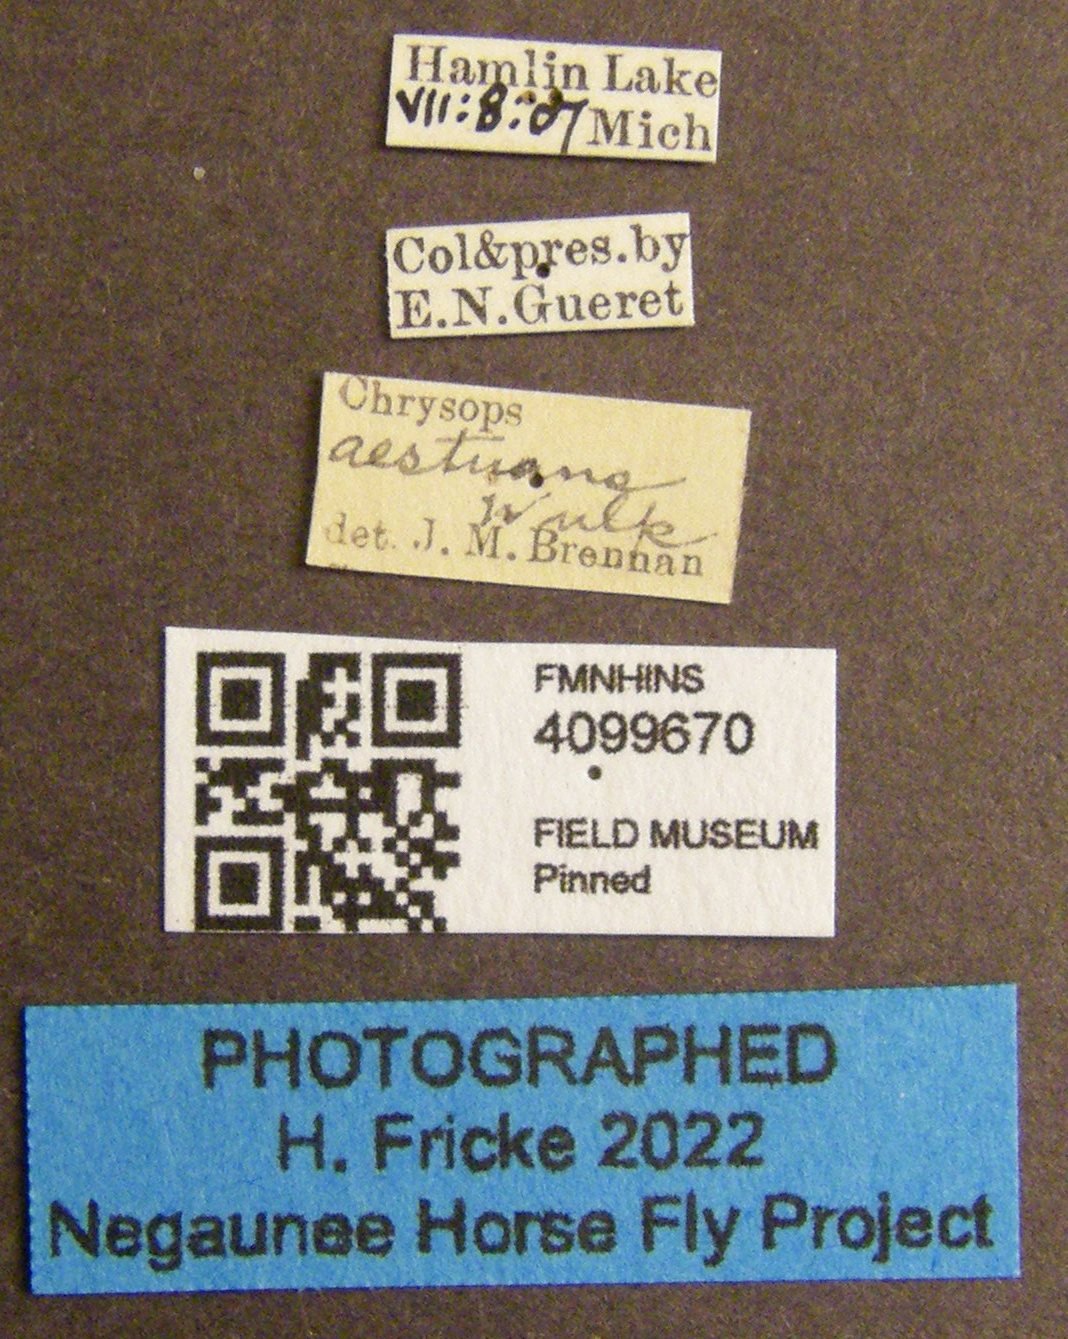 Hamlin Lake
VII:8:07 Mich
Col&pres.by
E.N.Gueret
Chrysops
aestuans
Wulk
det. J. M. Brennan
FMNHINS
4099670
FIELD MUSEUM
Pinned
PHOTOGRAPHED
H. Fricke 2022
Negaunee Horse Fly Project